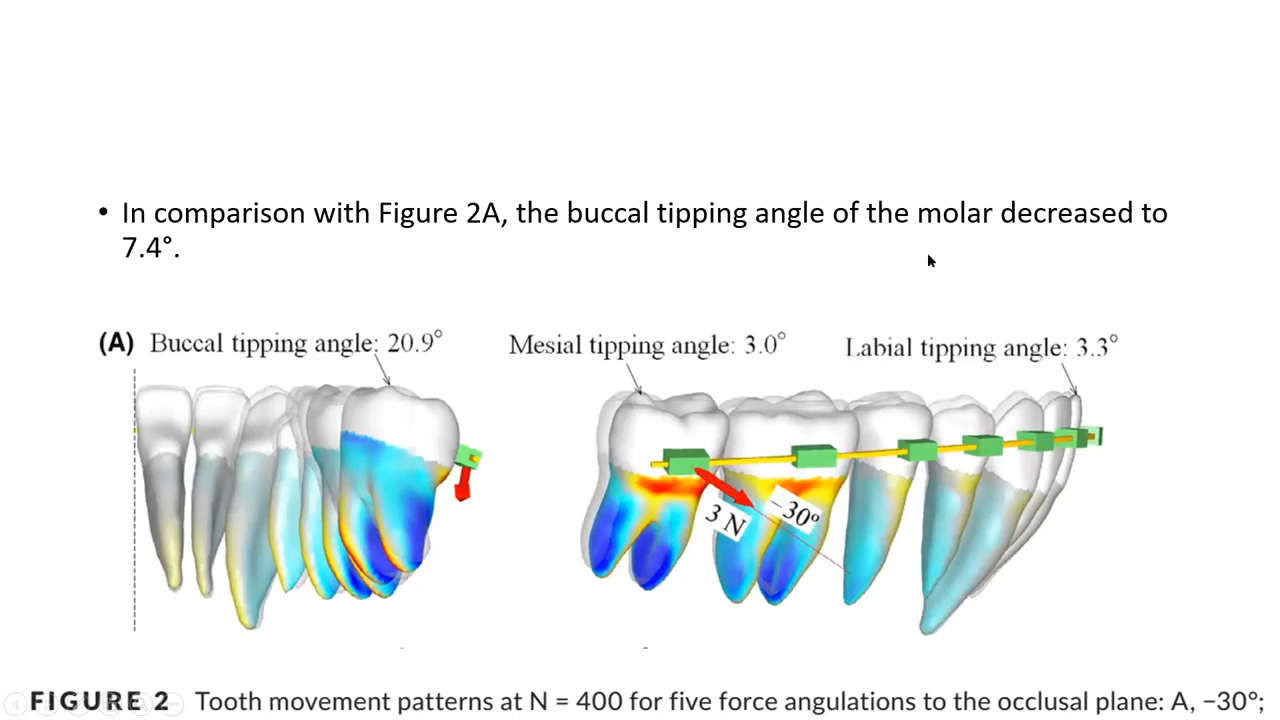 • In comparison with Figure 2A, the buccal tipping angle of the molar decreased to
7.4°.
(A) Buccal tipping angle: 20.9° Mesial tipping angle: 3.0° Labial tipping angle: 3.3°
3 N −30º
FIGURE 2 Tooth movement patterns at N = 400 for five force angulations to the occlusal plane: A, −30°;